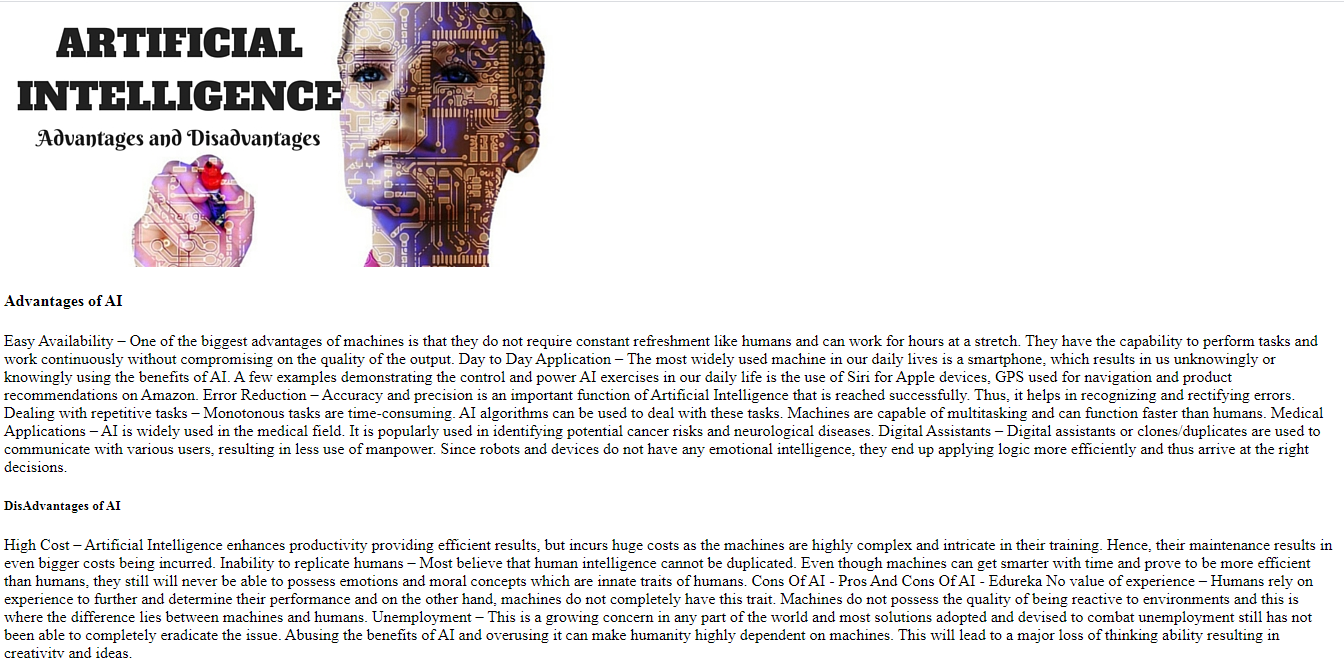 ARTIFICIAL
INTELLIGENCE
Advantages and Disadvantages
Advantages of AI
Easy Availability – One of the biggest advantages of machines is that they do not require constant refreshment like humans and can work for hours at a stretch. They have the capability to perform tasks and
work continuously without compromising on the quality of the output. Day to Day Application – The most widely used machine in our daily lives is a smartphone, which results in us unknowingly or
knowingly using the benefits of AI. A few examples demonstrating the control and power AI exercises in our daily life is the use of Siri for Apple devices, GPS used for navigation and product
recommendations on Amazon. Error Reduction – Accuracy and precision is an important function of Artificial Intelligence that is reached successfully. Thus, it helps in recognizing and rectifying errors.
Dealing with repetitive tasks – Monotonous tasks are time-consuming. AI algorithms can be used to deal with these tasks. Machines are capable of multitasking and can function faster than humans. Medical
Applications – AI is widely used in the medical field. It is popularly used in identifying potential cancer risks and neurological diseases. Digital Assistants – Digital assistants or clones/duplicates are used to
communicate with various users, resulting in less use of manpower. Since robots and devices do not have any emotional intelligence, they end up applying logic more efficiently and thus arrive at the right
decisions.
DisAdvantages of AI
High Cost – Artificial Intelligence enhances productivity providing efficient results, but incurs huge costs as the machines are highly complex and intricate in their training. Hence, their maintenance results in
even bigger costs being incurred. Inability to replicate humans – Most believe that human intelligence cannot be duplicated. Even though machines can get smarter with time and prove to be more efficient
than humans, they still will never be able to possess emotions and moral concepts which are innate traits of humans. Cons Of AI - Pros And Cons Of AI - Edureka No value of experience – Humans rely on
experience to further and determine their performance and on the other hand, machines do not completely have this trait. Machines do not possess the quality of being reactive to environments and this is
where the difference lies between machines and humans. Unemployment – This is a growing concern in any part of the world and most solutions adopted and devised to combat unemployment still has not
been able to completely eradicate the issue. Abusing the benefits of AI and overusing it can make humanity highly dependent on machines. This will lead to a major loss of thinking ability resulting in
creativity and ideas.